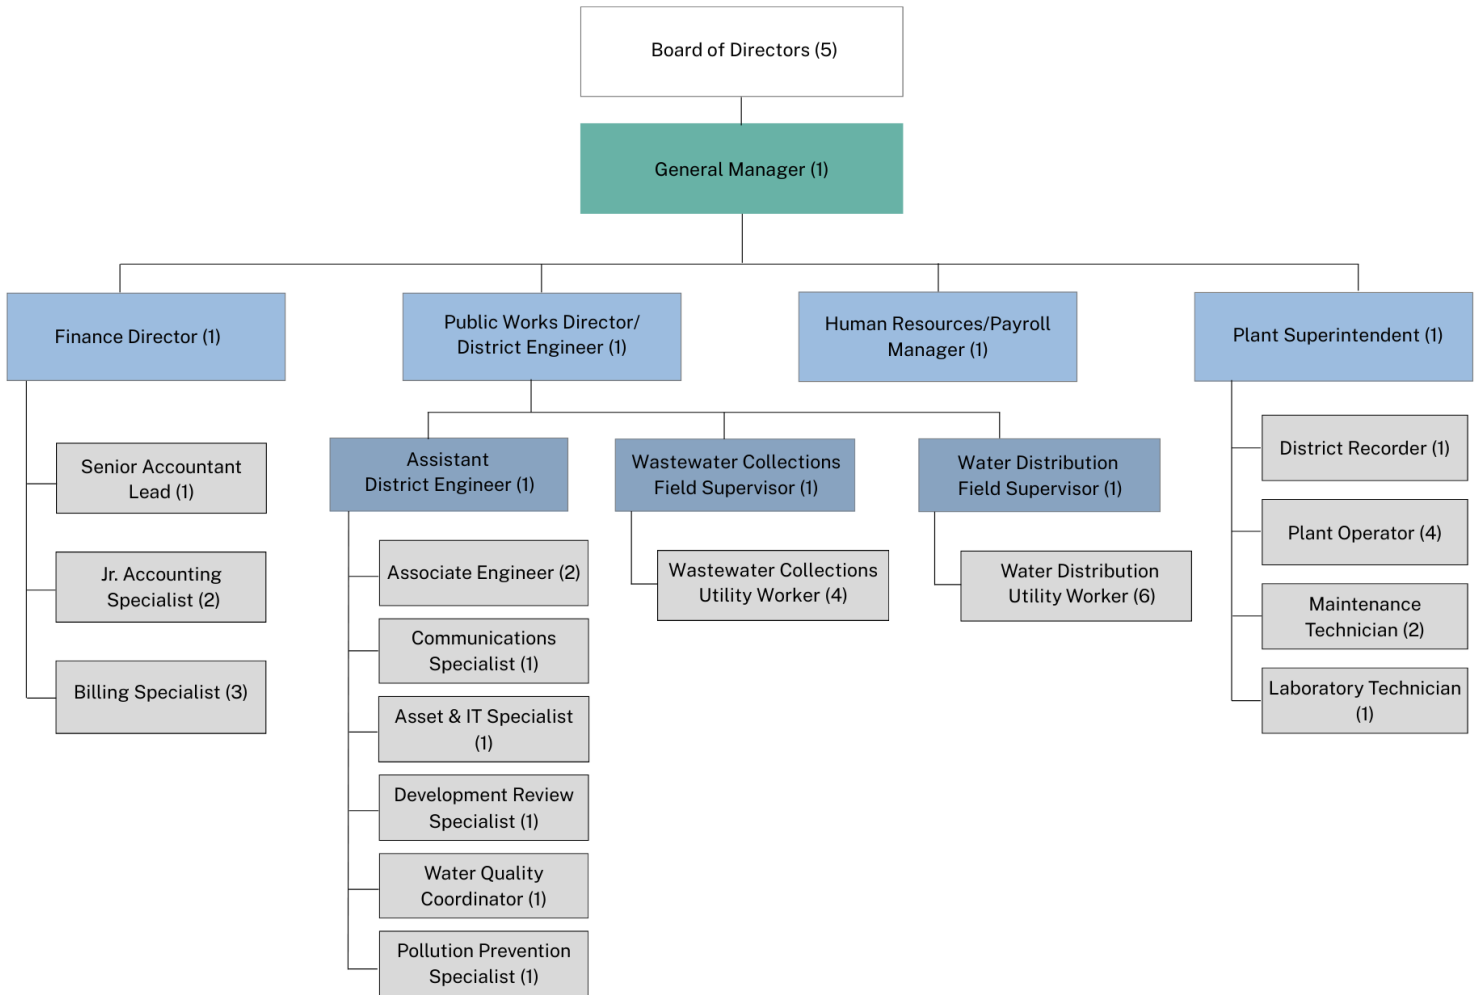 Board of Directors (5)
General Manager (1)
Finance Director (1)
Public Works Director/
District Engineer (1)
Human Resources/Payroll
Manager (1)
Plant Superintendent (1)
Senior Accountant
Lead (1)
Jr. Accounting
Specialist (2)
Billing Specialist (3)
Assistant
District Engineer (1)
Associate Engineer (2)
Communications
Specialist (1)
Asset & IT Specialist
(1)
Development Review
Specialist (1)
Water Quality
Coordinator (1)
Pollution Prevention
Specialist (1)
Wastewater Collections
Field Supervisor (1)
Wastewater Collections
Utility Worker (4)
Water Distribution
Field Supervisor (1)
Water Distribution
Utility Worker (6)
District Recorder (1)
Plant Operator (4)
Maintenance
Technician (2)
Laboratory Technician
(1)